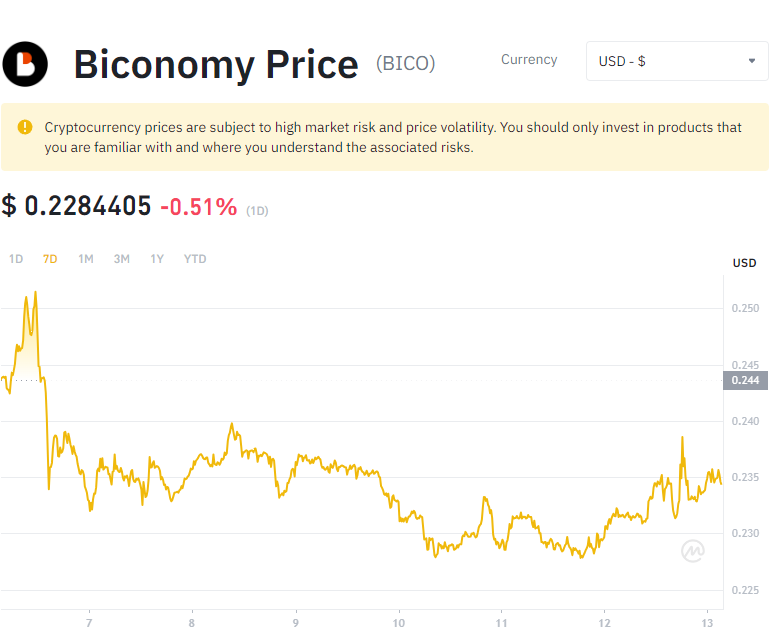 Biconomy Price (BICO)
Currency
USD - $
Cryptocurrency prices are subject to high market risk and price volatility. You should only invest in products that
you are familiar with and where you understand the associated risks.
$ 0.2284405 -0.51% (1D)
1D 7D 1M 3M 1Y YTD
USD
0.250
0.245
0.244
0.240
0.235
0.230
0.225
7 8 9 10 11 12 13